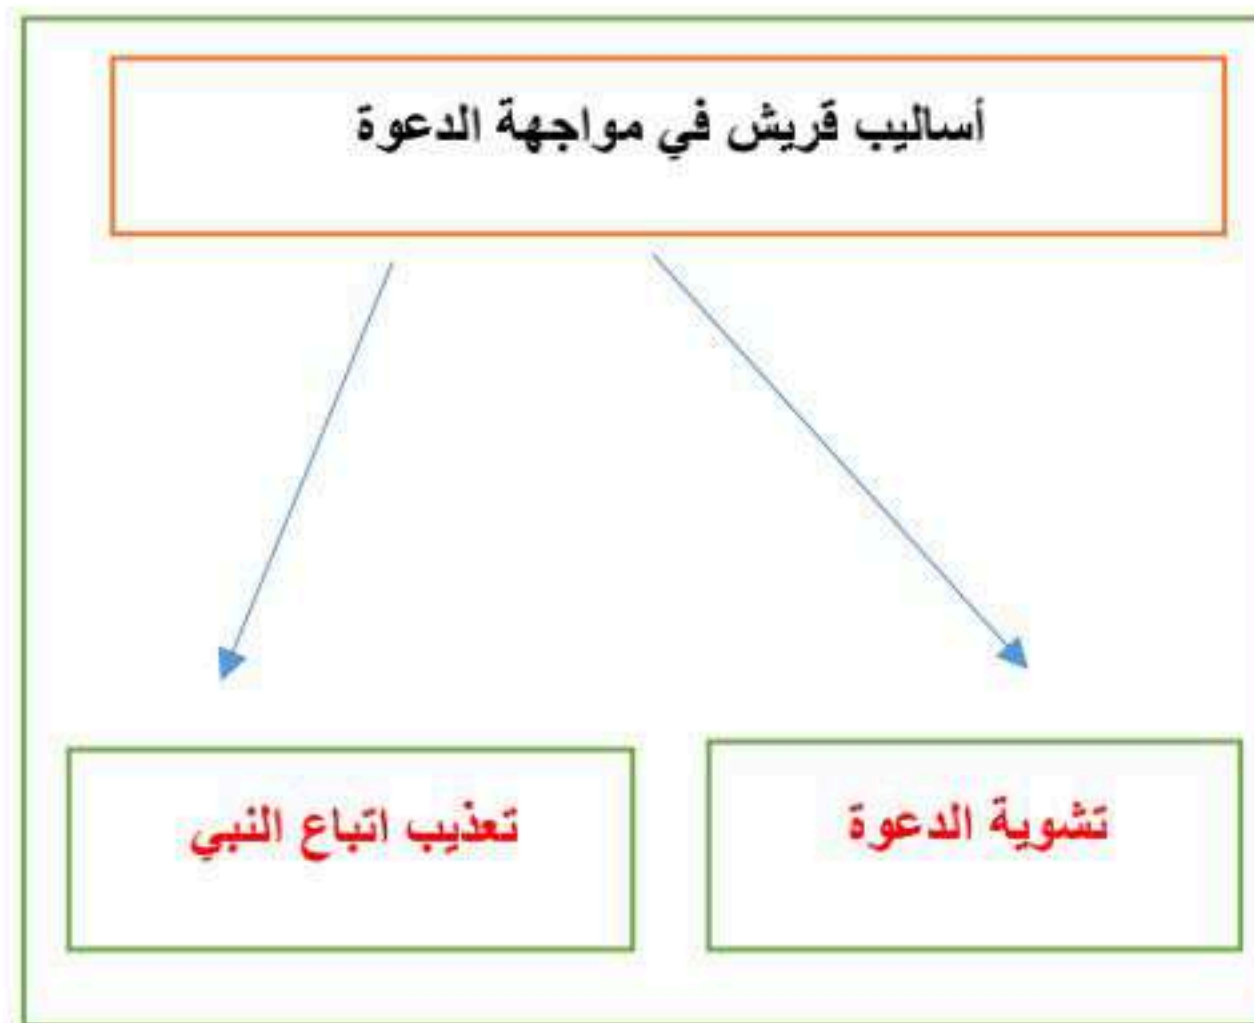 أساليب قريش في مواجهة الدعوة
تشوية الدعوة
تعذيب اتباع النبي